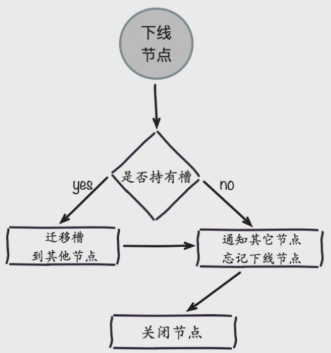 下线
节点
是否持有槽
yes
no
迁移槽
到其他节点
通知其它节点
忘记下线节点
关闭节点